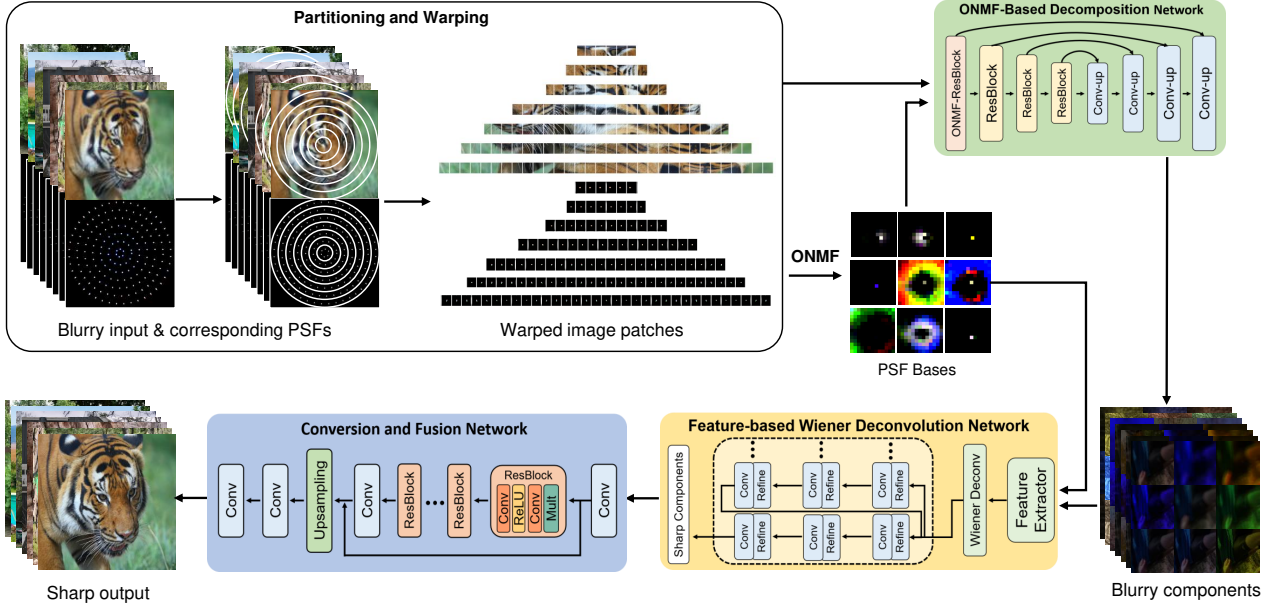 Partitioning and Warping
Blurry input & corresponding PSFs
Warped image patches
ONMF-Based Decomposition Network
ONMF-ResBlock
ResBlock
ResBlock
ResBlock
Conv-up
Conv-up
Conv-up
Conv-up
ONMF
PSF Bases
Sharp output
Conversion and Fusion Network
Conv
Conv
Upsampling
Conv
ResBlock
ResBlock
ResBlock
Conv
ReLU
Conv
Mult
Conv
Feature-based Wiener Deconvolution Network
Sharp Components
Conv
Refine
Conv
Refine
Conv
Refine
Conv
Refine
Conv
Refine
Conv
Refine
Wiener Deconv
Feature
Extractor
Blurry components